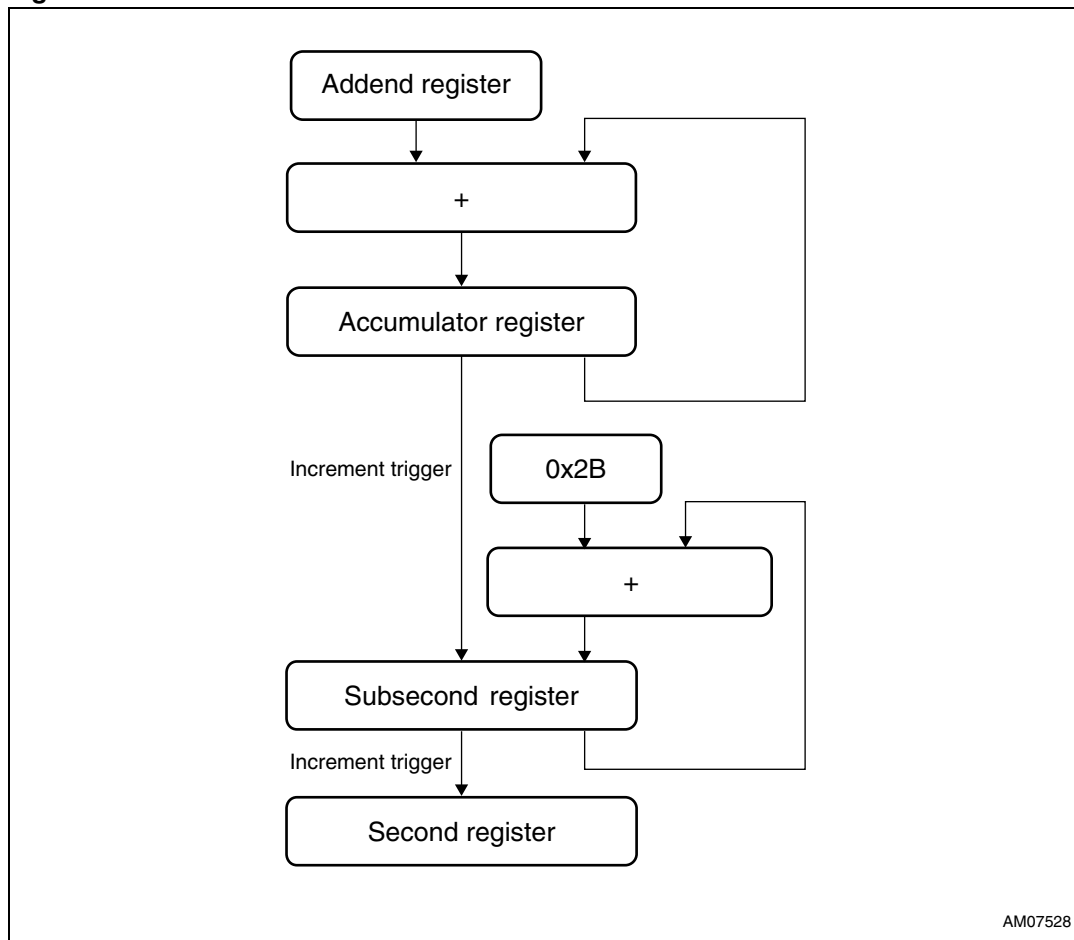 Addend register
+
Accumulator register
Increment trigger
0x2B
+
Subsecond register
Increment trigger
Second register
AM07528